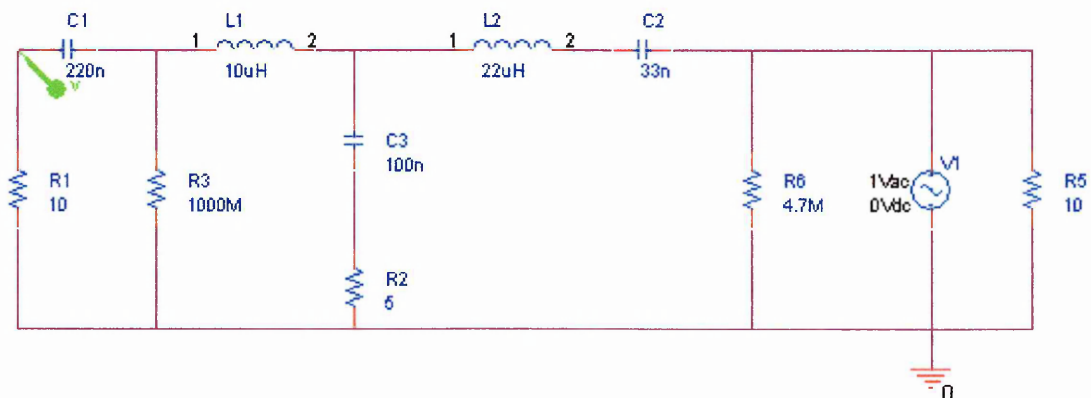 C1
220n
1 L1 2
10uH
1 L2 2
22uH
C2
33n
V
C3
100n
R1
10
R3
1000M
R2
5
R6
4.7M
V1
1Vac
0Vdc
R5
10
0